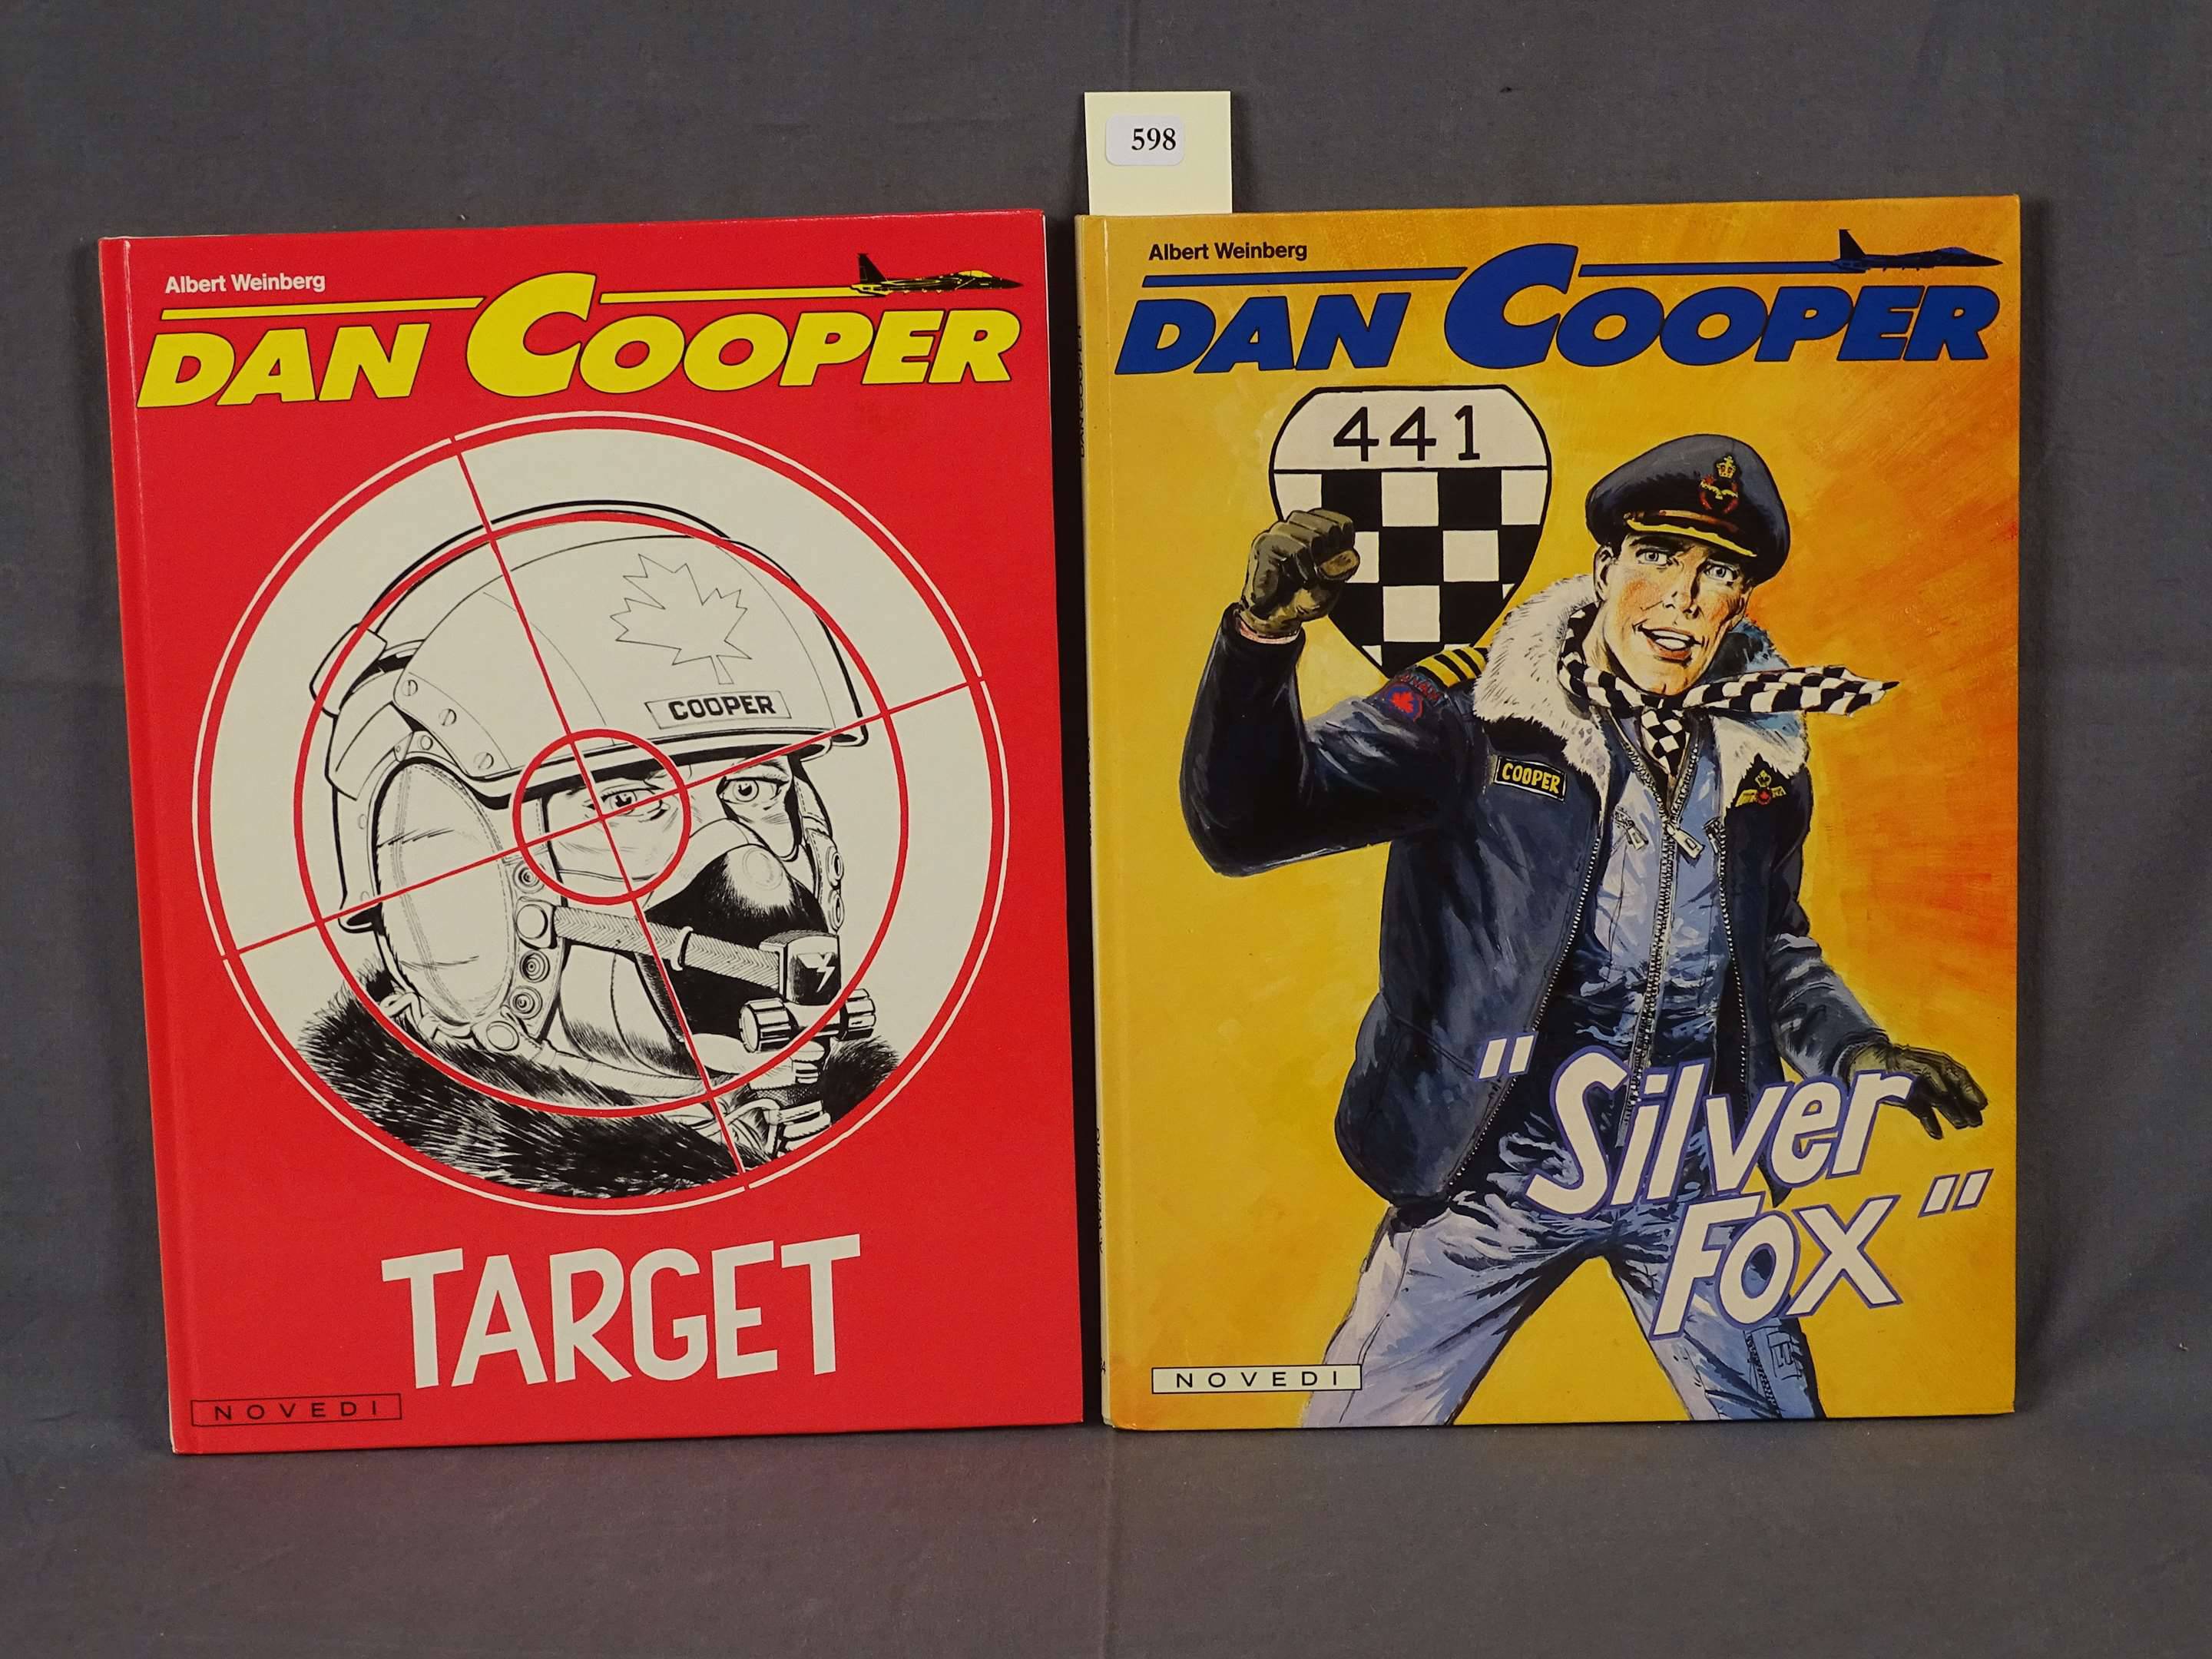 598
Albert Weinberg
DAN COOPER
COOPER
TARGET
NOVEDI
Albert Weinberg
DAN COOPER
441
COOPER
"Silver
Fox"
NOVEDI